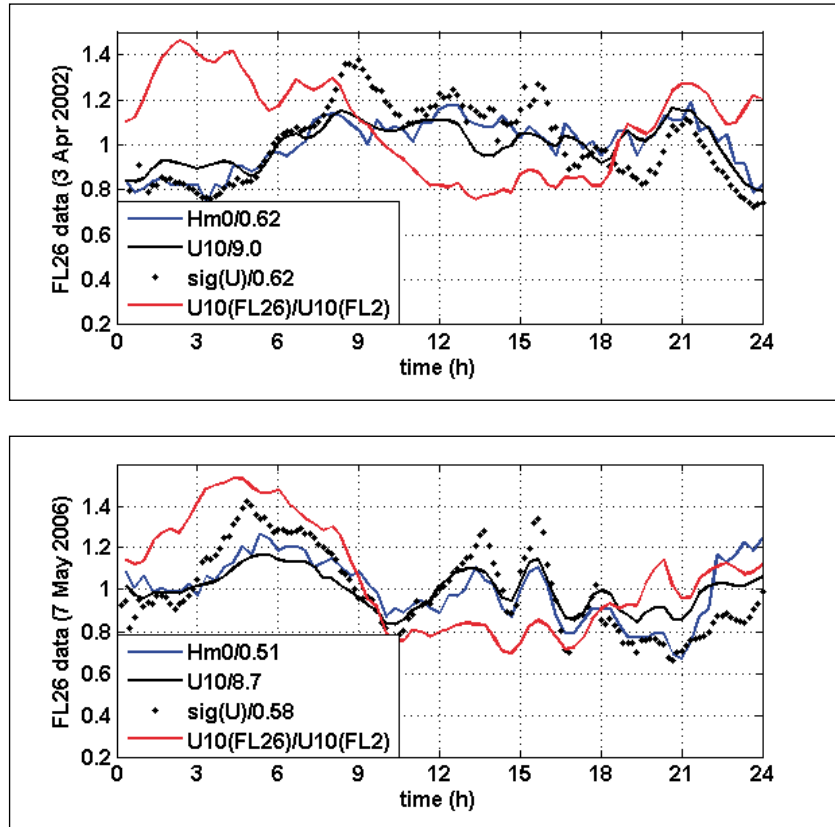 FL26 data (3 Apr 2002)
1.4
1.2
1
0.8
0.6
0.4
0.2
Hm0/0.62
U10/9.0
sig(U)/0.62
U10(FL26)/U10(FL2)
0 3 6 9 12 15 18 21 24
time (h)
FL26 data (7 May 2006)
1.4
1.2
1
0.8
0.6
0.4
0.2
Hm0/0.51
U10/8.7
sig(U)/0.58
U10(FL26)/U10(FL2)
0 3 6 9 12 15 18 21 24
time (h)